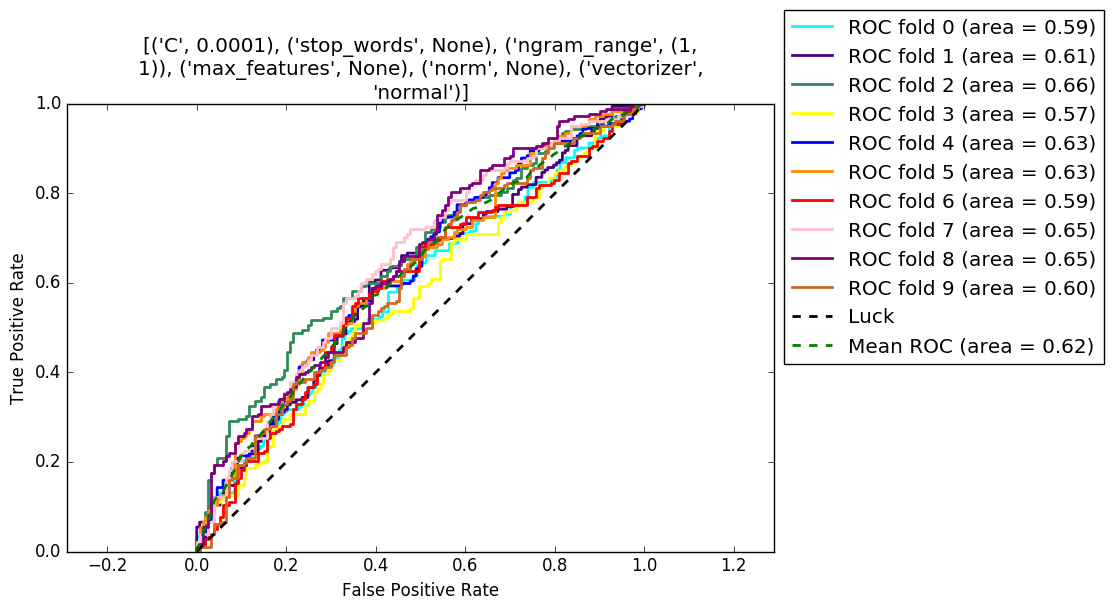 [('C', 0.0001), ('stop_words', None), ('ngram_range', (1,
1)), ('max_features', None), ('norm', None), ('vectorizer',
'normal')]
1.0
0.8
0.6
0.4
0.2
0.0
True Positive Rate
−0.2
0.0
0.2
0.4
0.6
0.8
1.0
1.2
False Positive Rate
ROC fold 0 (area = 0.59)
ROC fold 1 (area = 0.61)
ROC fold 2 (area = 0.66)
ROC fold 3 (area = 0.57)
ROC fold 4 (area = 0.63)
ROC fold 5 (area = 0.63)
ROC fold 6 (area = 0.59)
ROC fold 7 (area = 0.65)
ROC fold 8 (area = 0.65)
ROC fold 9 (area = 0.60)
Luck
Mean ROC (area = 0.62)